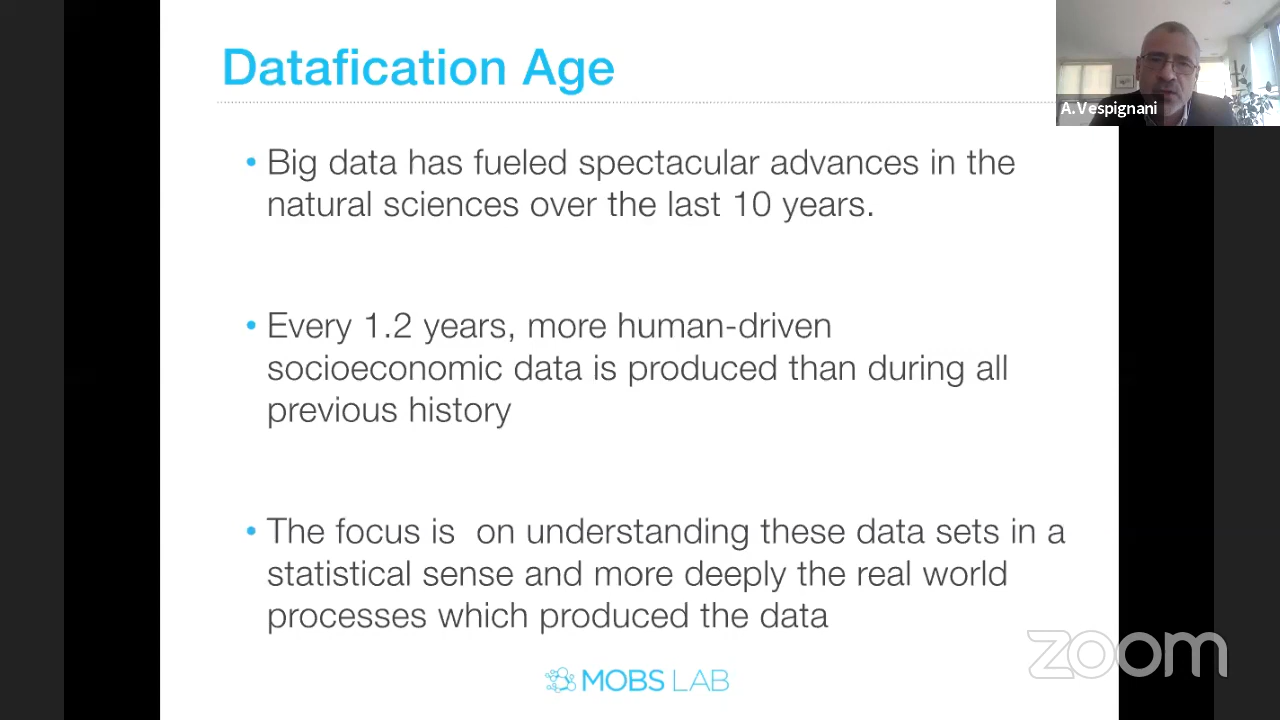 Datafication Age
A.Vespignani
• Big data has fueled spectacular advances in the
natural sciences over the last 10 years.
• Every 1.2 years, more human-driven
socioeconomic data is produced than during all
previous history
• The focus is  on understanding these data sets in a
statistical sense and more deeply the real world
processes which produced the data
zoom
MOBS LAB